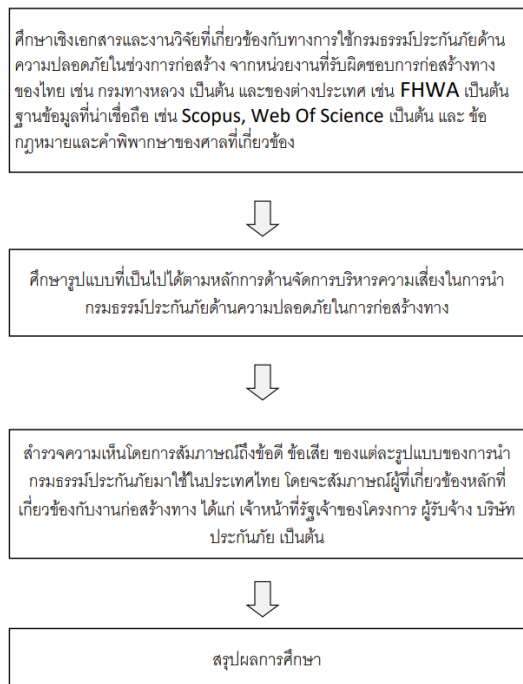 ศึกษาเชิงเอกสารและงานวิจัยที่เกี่ยวข้องกับทางการใช้กรมธรรม์ประกันภัยด้าน
ความปลอดภัยในช่วงการก่อสร้าง จากหน่วยงานที่รับผิดชอบการก่อสร้างทาง
ของไทย เช่น กรมทางหลวง เป็นต้น และของต่างประเทศ เช่น FHWA เป็นต้น
ฐานข้อมูลที่น่าเชื่อถือ เช่น Scopus, Web Of Science เป็นต้น และ ข้อ
กฎหมายและคำพิพากษาของศาลที่เกี่ยวข้อง
ศึกษารูปแบบที่เป็นไปได้ตามหลักการด้านจัดการบริหารความเสี่ยงในการนำ
กรมธรรม์ประกันภัยด้านความปลอดภัยในการก่อสร้างทาง
สำรวจความเห็นโดยการสัมภาษณ์ถึงข้อดี ข้อเสีย ของแต่ละรูปแบบของการนำ
กรมธรรม์ประกันภัยมาใช้ในประเทศไทย โดยจะสัมภาษณ์ผู้ที่เกี่ยวข้องหลักที่
เกี่ยวข้องกับงานก่อสร้างทาง ได้แก่ เจ้าหน้าที่รัฐเจ้าของโครงการ ผู้รับจ้าง บริษัท
ประกันภัย เป็นต้น
สรุปผลการศึกษา